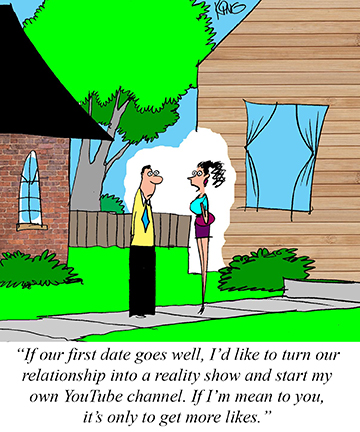 KING
"If our first date goes well, I'd like to turn our
relationship into a reality show and start my
own YouTube channel. If I'm mean to you,
it's only to get more likes."